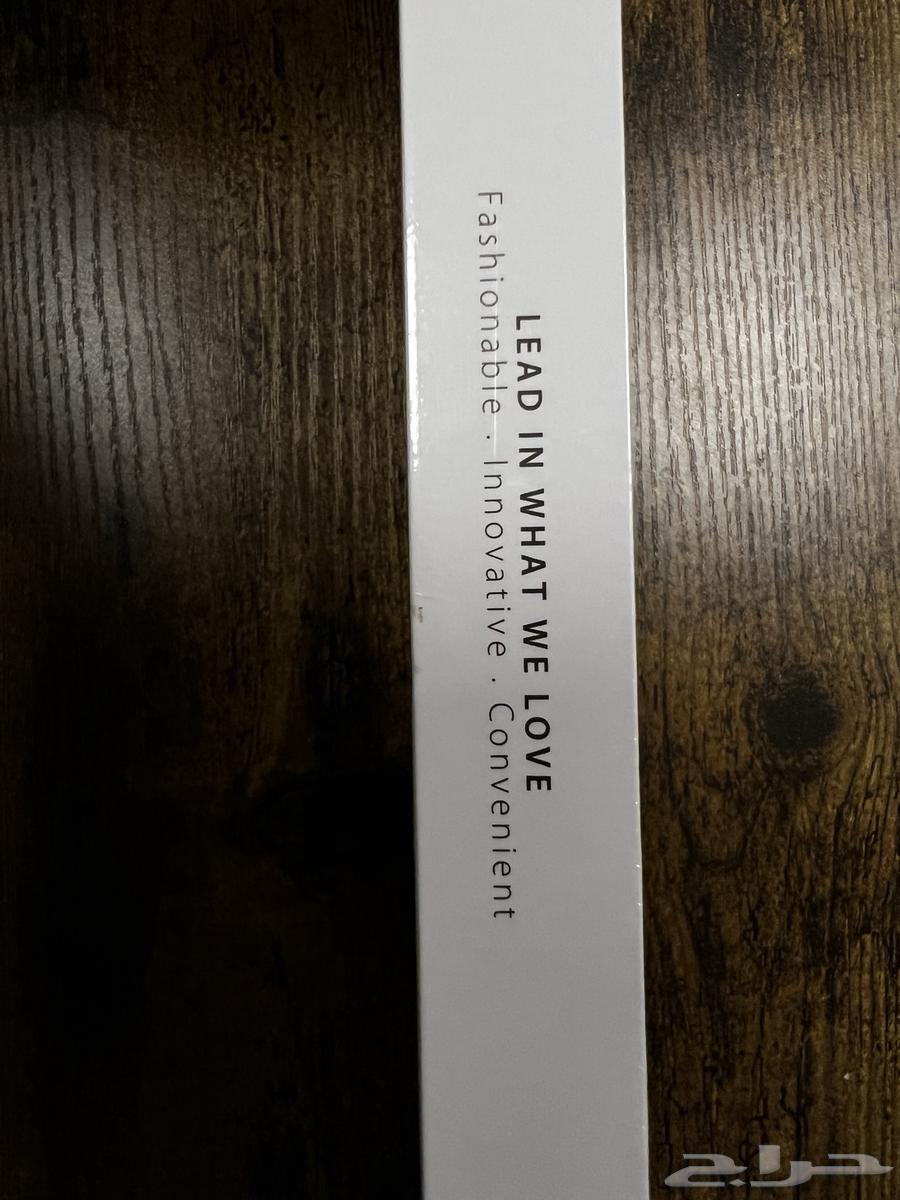 LEAD IN WHAT WE LOVE
Fashionable . Innovative . Convenient
حراج